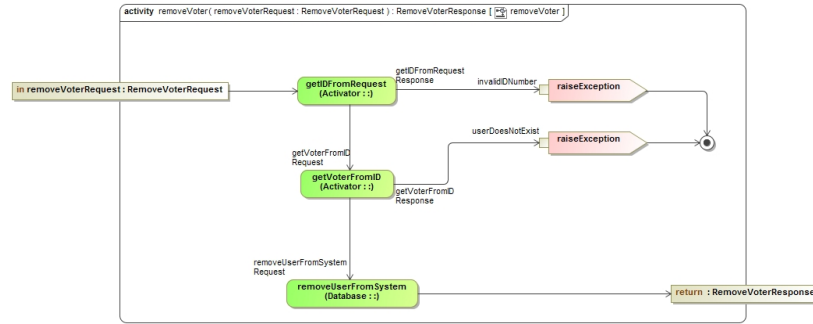 activity removeVoter( removeVoterRequest : RemoveVoterRequest ) : RemoveVoterResponse [ removeVoter ]
getIDFromRequest
Response
invalidIDNumber
getIDFromRequest
(Activator : :)
raiseException
in removeVoterRequest : RemoveVoterRequest
userDoesNotExist
raiseException
getVoterFromID
Request
getVoterFromID
(Activator : :)
getVoterFromID
Response
removeUserFromSystem
Request
removeUserFromSystem
(Database : :)
return : RemoveVoterResponse